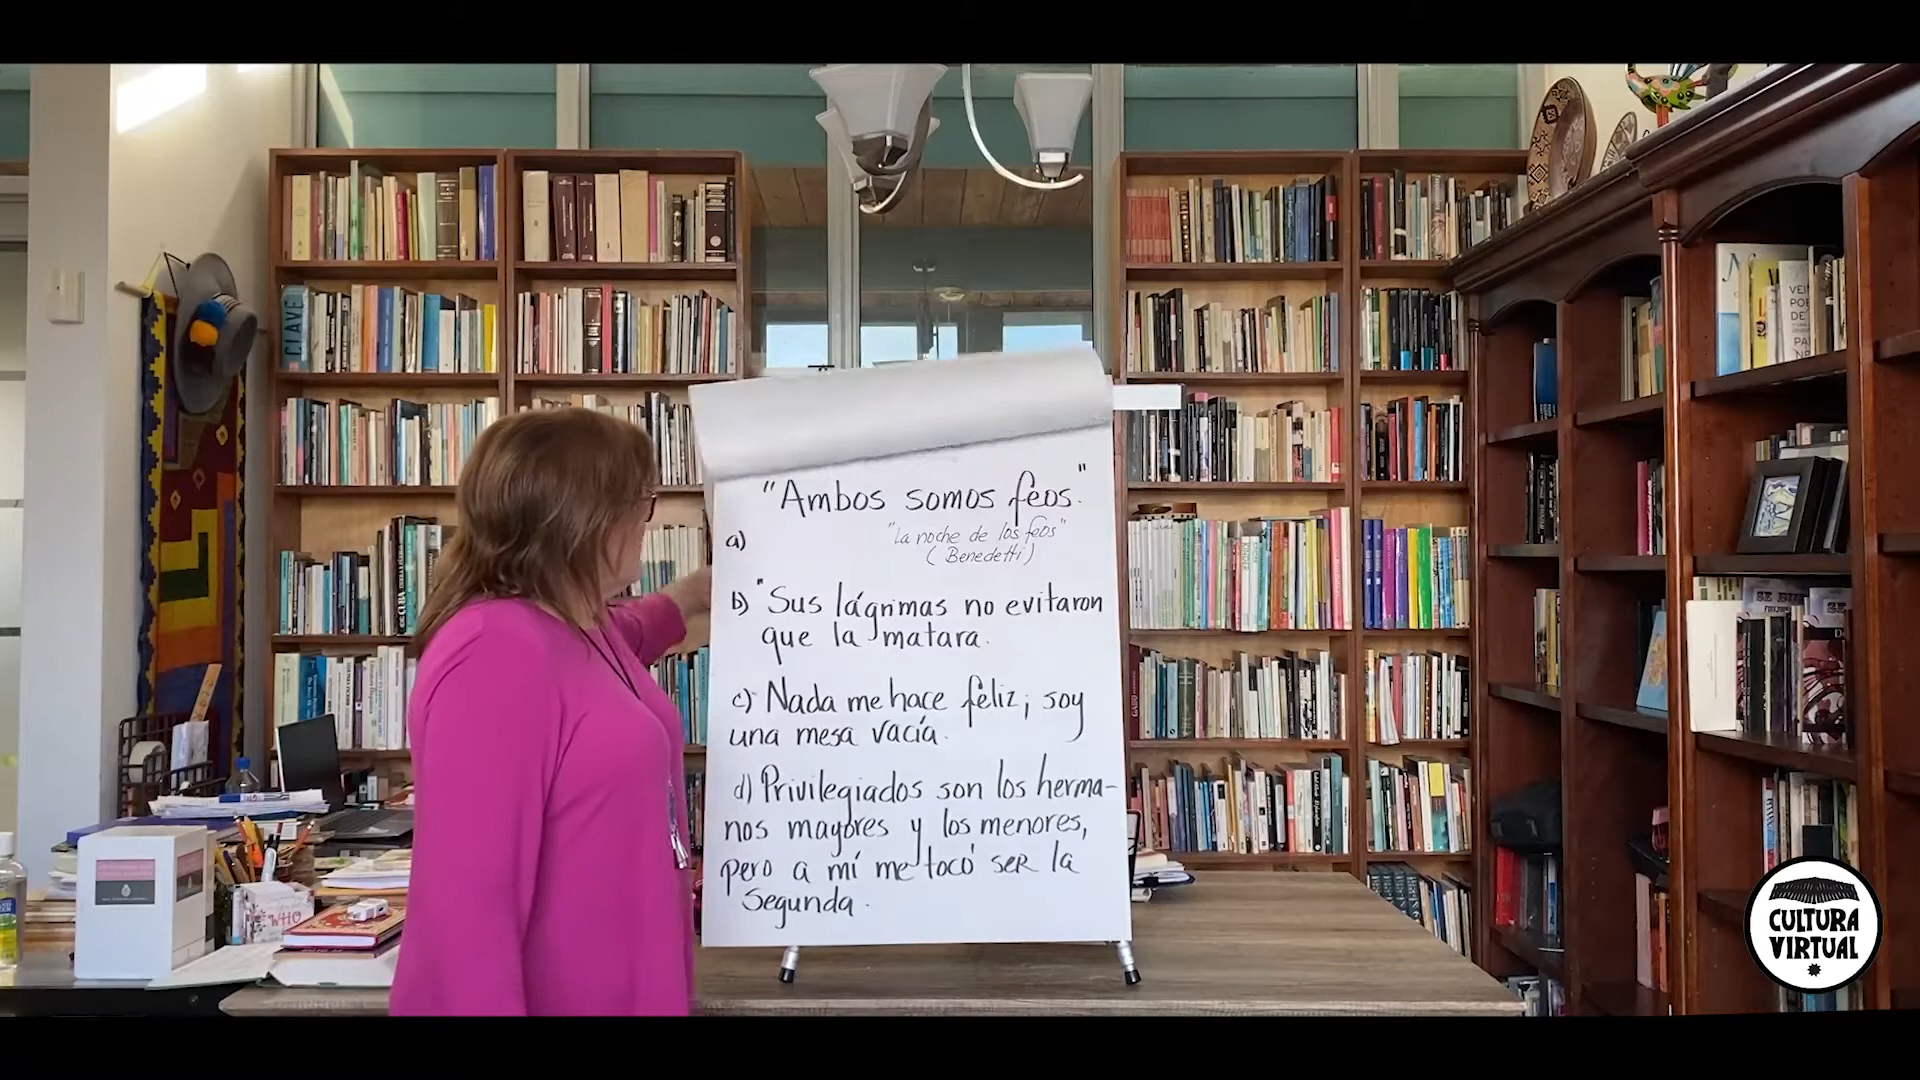 "Ambos somos feos."
a)
"La noche de los feos"
(Benedetti)
b) "Sus lágrimas no evitaron
que la matara.
c) Nada me hace feliz; soy
una mesa vacía.
d) Privilegiados son los herma-
nos mayores y los menores,
pero a mí me tocó ser la
segunda.
CLAVE
WHO
CULTURA
VIRTUAL